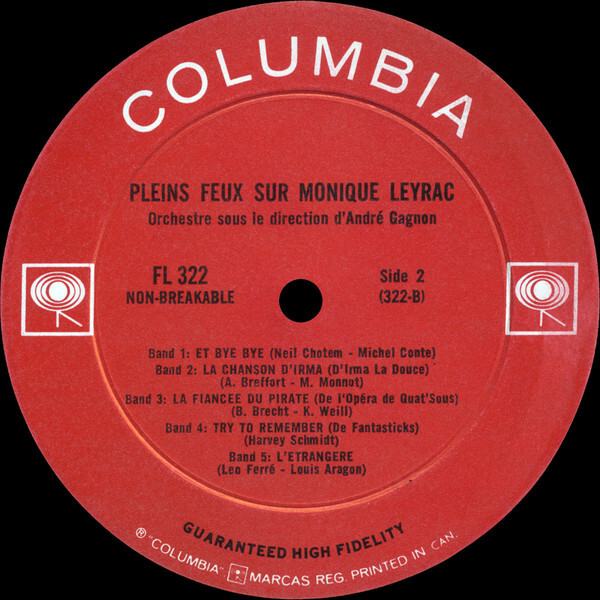 COLUMBIA
PLEINS FEUX SUR MONIQUE LEYRAC
Orchestre sous le direction d'André Gagnon
FL 322
NON-BREAKABLE
Side 2
(322-B)
Band 1: ET BYE BYE (Neil Chotem - Michel Conte)
Band 2: LA CHANSON D'IRMA (D'Irma La Douce)
(A. Breffort - M. Monnot)
Band 3: LA FIANCEE DU PIRATE (De l'Opéra de Quat'Sous)
(B. Brecht - K. Weill)
Band 4: TRY TO REMEMBER (De Fantasticks)
(Harvey Schmidt)
Band 5: L'ETRANGERE
(Leo Ferré - Louis Aragon)
GUARANTEED HIGH FIDELITY
® "COLUMBIA" MARCAS REG. PRINTED IN CAN.